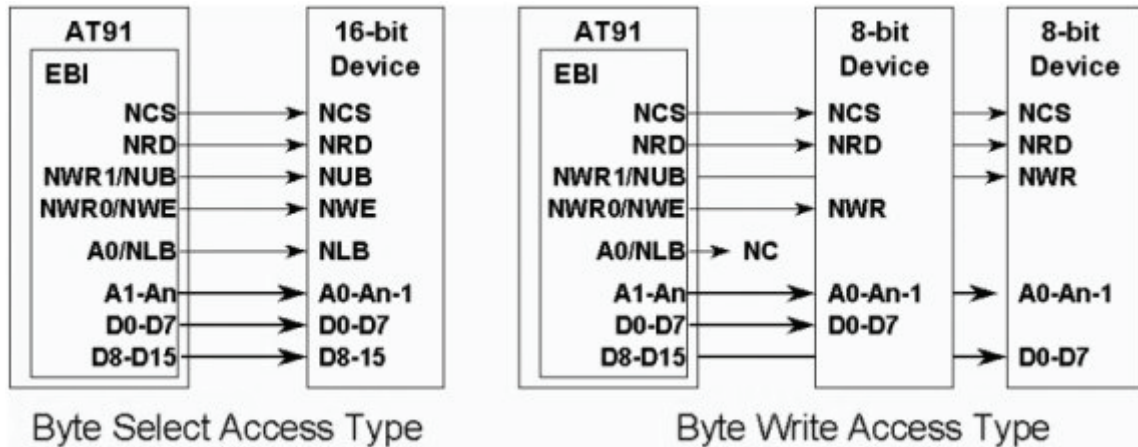 AT91
16-bit
Device
EBI
NCS
NCS
NRD
NRD
NWR1/NUB
NUB
NWR0/NWE
NWE
A0/NLB
NLB
A1-An
A0-An-1
D0-D7
D0-D7
D8-D15
D8-15
Byte Select Access Type
AT91
8-bit
Device
8-bit
Device
EBI
NCS
NCS
NCS
NRD
NRD
NRD
NWR1/NUB
NWR
NWR0/NWE
NWR
A0/NLB
NC
A1-An
A0-An-1
A0-An-1
D0-D7
D0-D7
D8-D15
D0-D7
Byte Write Access Type